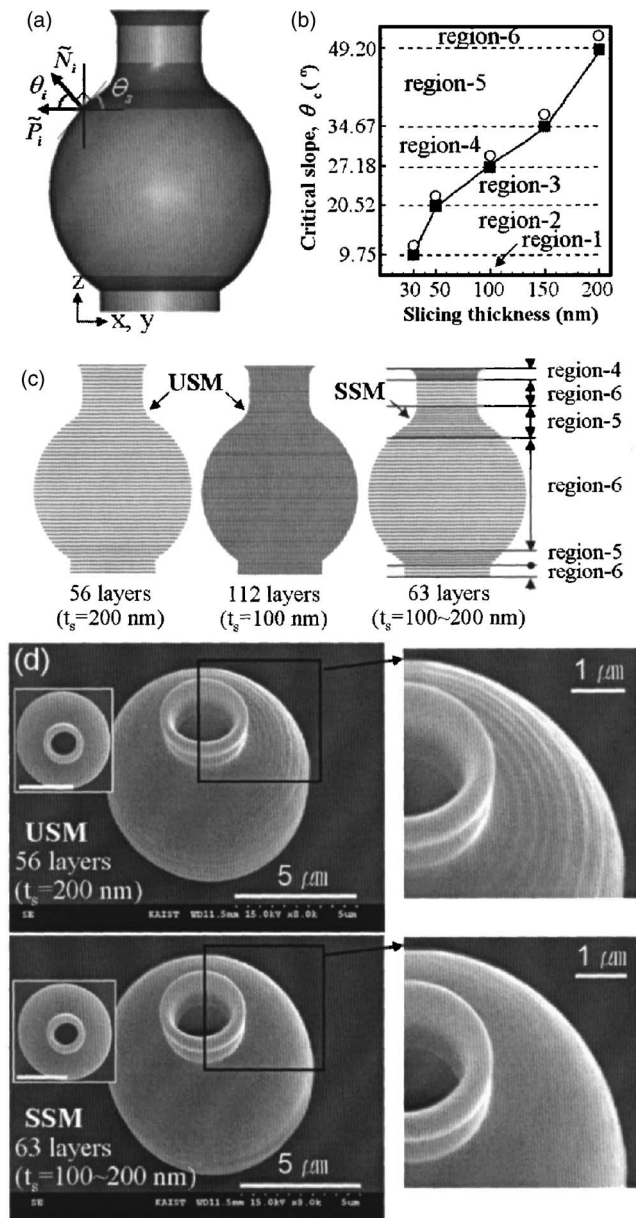 (a)
Ñᵢ
θᵢ
θₛ
P̃ᵢ
z
x, y
(b)
Critical slope, θ c (°)
49.20
34.67
27.18
20.52
9.75
region-6
region-5
region-4
region-3
region-2
region-1
30 50 100 150 200
Slicing thickness (nm)
(c)
USM
SSM
region-4
region-6
region-5
region-6
region-5
region-6
56 layers
(tₛ=200 nm)
112 layers
(tₛ=100 nm)
63 layers
(tₛ=100~200 nm)
(d)
USM
56 layers
(tₛ=200 nm)
5 μm
SE KAIST WD11.5mm 15.0kV x8.0k 5um
1 μm
SSM
63 layers
(tₛ=100~200 nm)
5 μm
SE KAIST WD11.5mm 15.0kV x8.0k 5um
1 μm